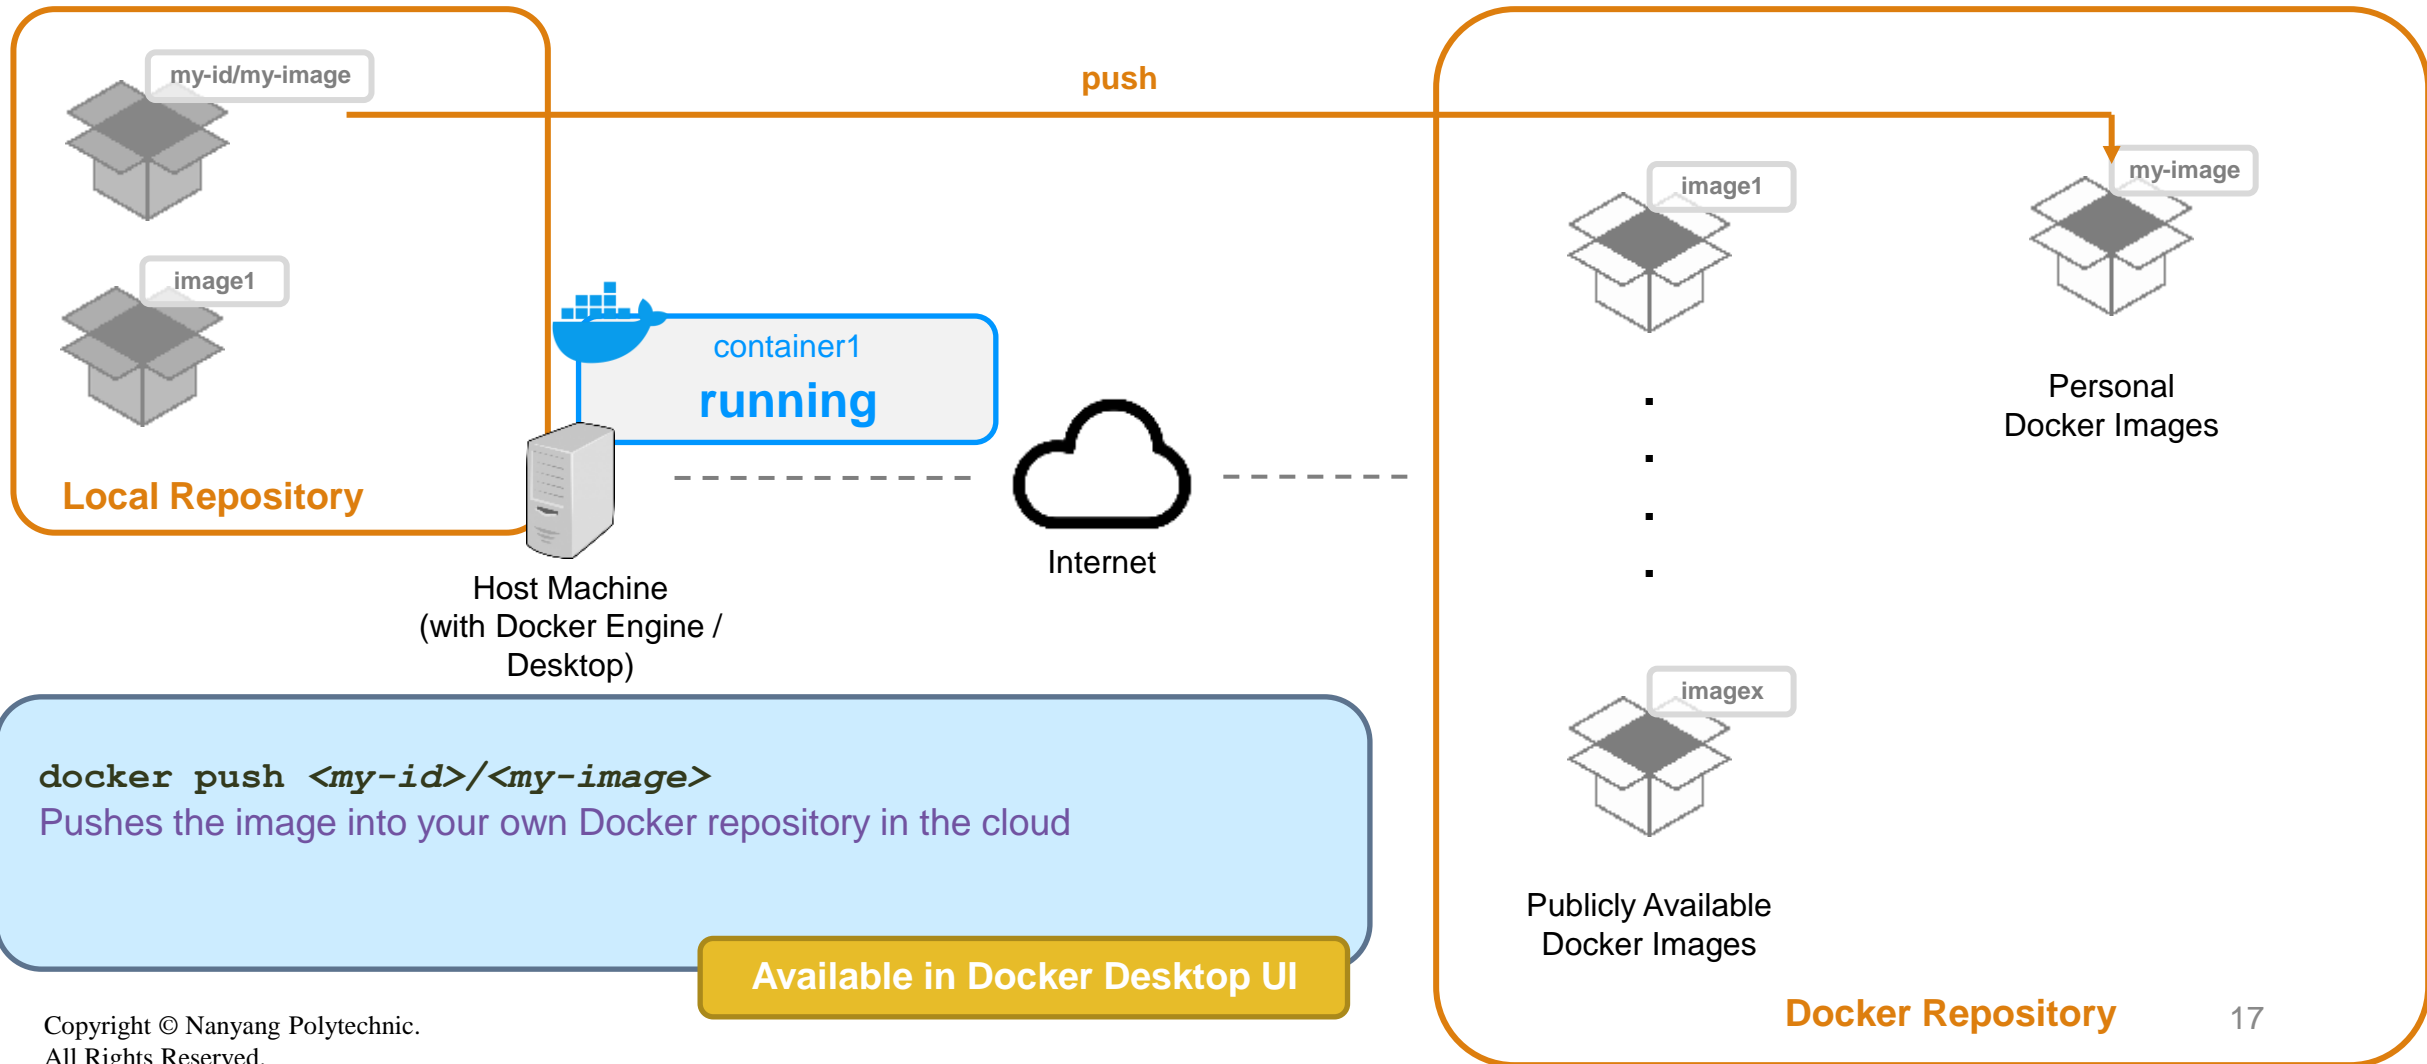 my-id/my-image
push
my-image
image1
image1
container1
running
Personal
Docker Images
Local Repository
Internet
Host Machine
(with Docker Engine /
Desktop)
imagex
docker push <my-id>/<my-image>
Pushes the image into your own Docker repository in the cloud
Publicly Available
Docker Images
Available in Docker Desktop UI
Docker Repository
17
Copyright © Nanyang Polytechnic.
All Rights Reserved.